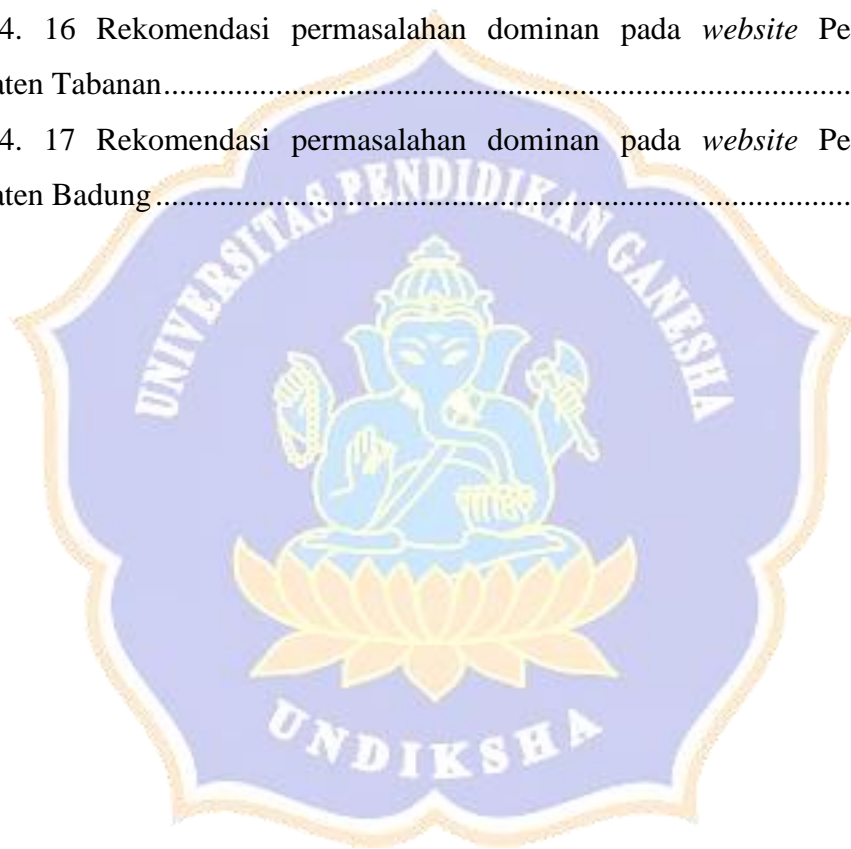 4. 16 Rekomendasi permasalahan dominan pada website Pe
aten Tabanan....................................................................................
4. 17 Rekomendasi permasalahan dominan pada website Pe
aten Badung.....................................................................................
UNIVERSITAS PENDIDIKAN GANESHA
UNDIKSHA